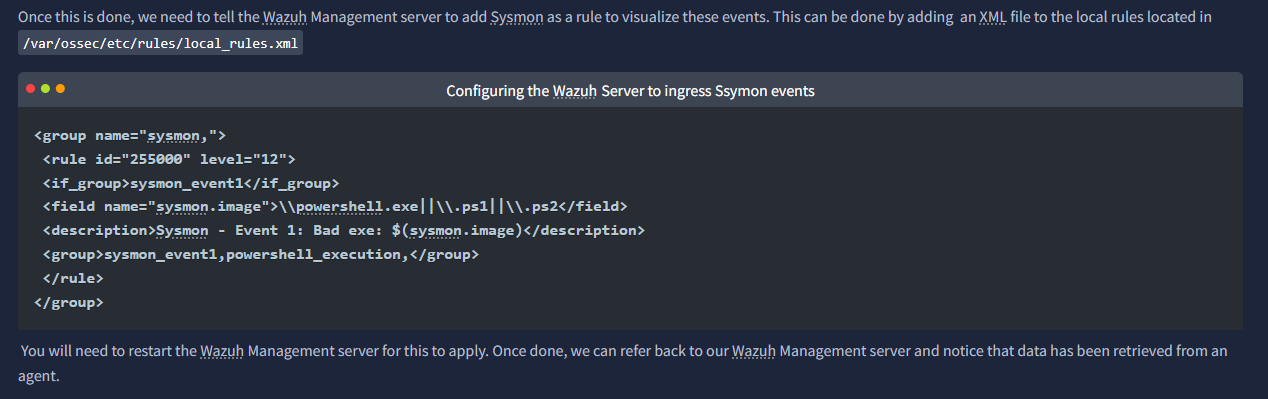 Once this is done, we need to tell the Wazuh Management server to add Sysmon as a rule to visualize these events. This can be done by adding  an XML file to the local rules located in
/var/ossec/etc/rules/local_rules.xml
Configuring the Wazuh Server to ingress Ssymon events
<group name="sysmon,">
 <rule id="255000" level="12">
 <if_group>sysmon_event1</if_group>
 <field name="sysmon.image">\\powershell.exe||\\.ps1||\\.ps2</field>
 <description>Sysmon - Event 1: Bad exe: $(sysmon.image)</description>
 <group>sysmon_event1,powershell_execution,</group>
 </rule>
</group>
You will need to restart the Wazuh Management server for this to apply. Once done, we can refer back to our Wazuh Management server and notice that data has been retrieved from an
agent.